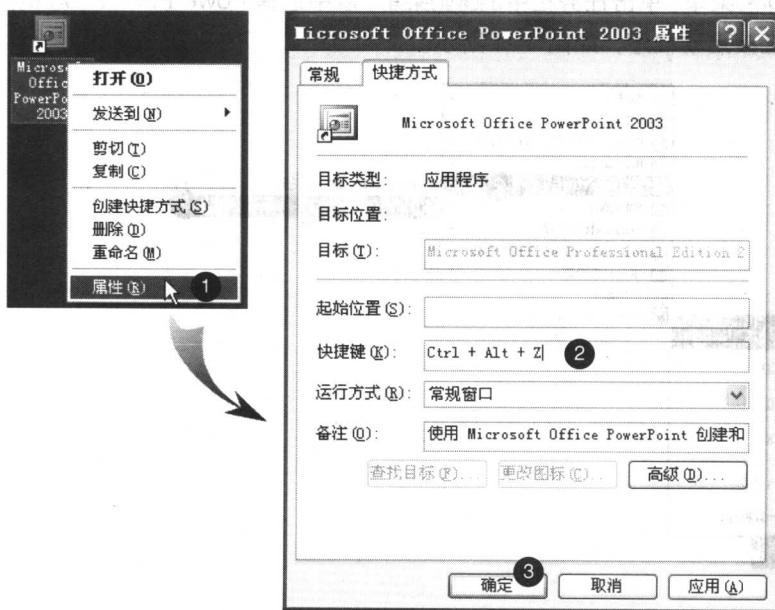 Microsof
Offic
PowerPo
2003
打开(O)
发送到(N)
剪切(T)
复制(C)
创建快捷方式(S)
删除(D)
重命名(M)
属性(R) 1
Microsoft Office PowerPoint 2003 属性
常规 快捷方式
Microsoft Office PowerPoint 2003
目标类型: 应用程序
目标位置:
目标(T): Microsoft Office Professional Edition 2
起始位置(S):
快捷键(K): Ctrl + Alt + Z 2
运行方式(R): 常规窗口
备注(O): 使用 Microsoft Office PowerPoint 创建和
查找目标(F)... 更改图标(C)... 高级(D)...
3
确定 取消 应用(A)